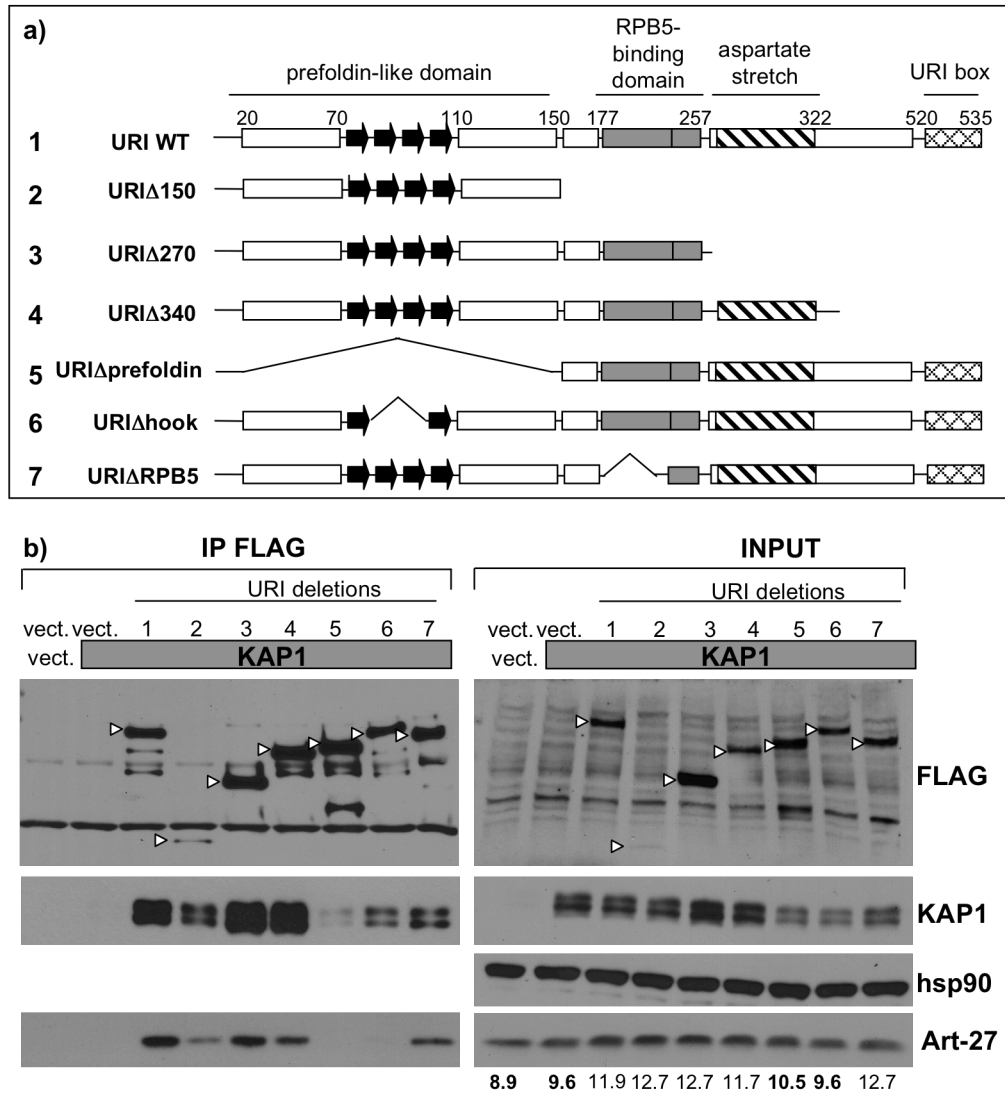 a)
prefoldin-like domain
RPB5-
binding
domain
aspartate
stretch
URI box
20 70 110 150 177 257 322 520 535
1 URI WT
2 URIΔ150
3 URIΔ270
4 URIΔ340
5 URIΔprefoldin
6 URIΔhook
7 URIΔRPB5
b) IP FLAG INPUT
URI deletions URI deletions
vect. vect. 1 2 3 4 5 6 7 vect. vect. 1 2 3 4 5 6 7
vect. KAP1 vect. KAP1
FLAG
KAP1
hsp90
Art-27
8.9 9.6 11.9 12.7 12.7 11.7 10.5 9.6 12.7